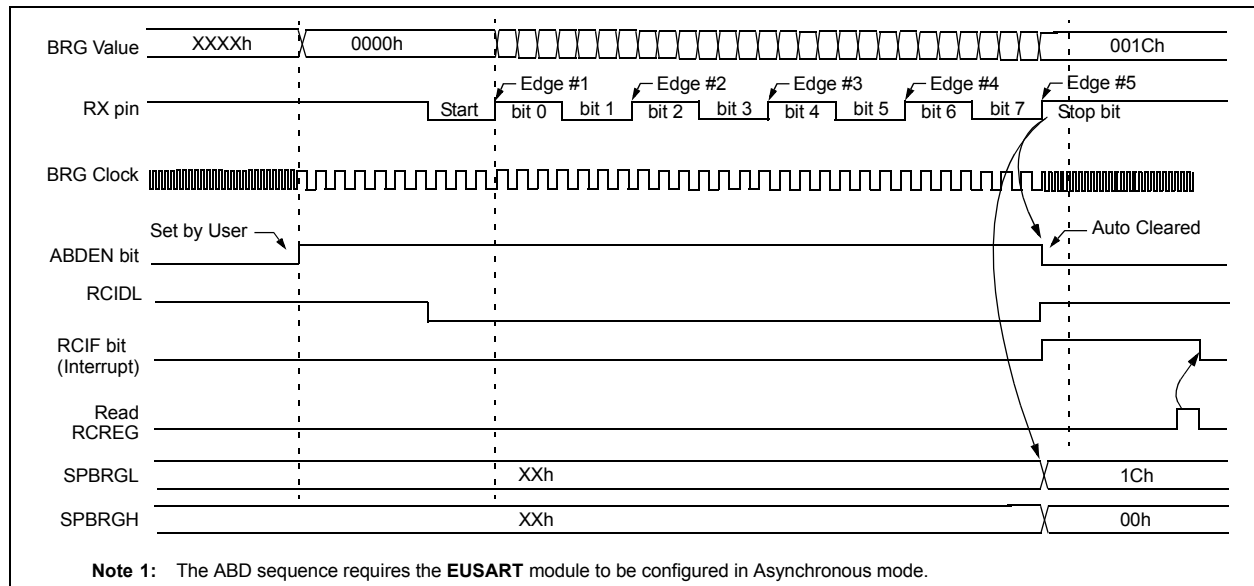 BRG Value XXXXh 0000h 001Ch
Edge #1 Edge #2 Edge #3 Edge #4 Edge #5
RX pin Start bit 0 bit 1 bit 2 bit 3 bit 4 bit 5 bit 6 bit 7 Stop bit
BRG Clock
Set by User Auto Cleared
ABDEN bit
RCIDL
RCIF bit
(Interrupt)
Read
RCREG
SPBRGL XXh 1Ch
SPBRGH XXh 00h
Note 1: The ABD sequence requires the EUSART module to be configured in Asynchronous mode.